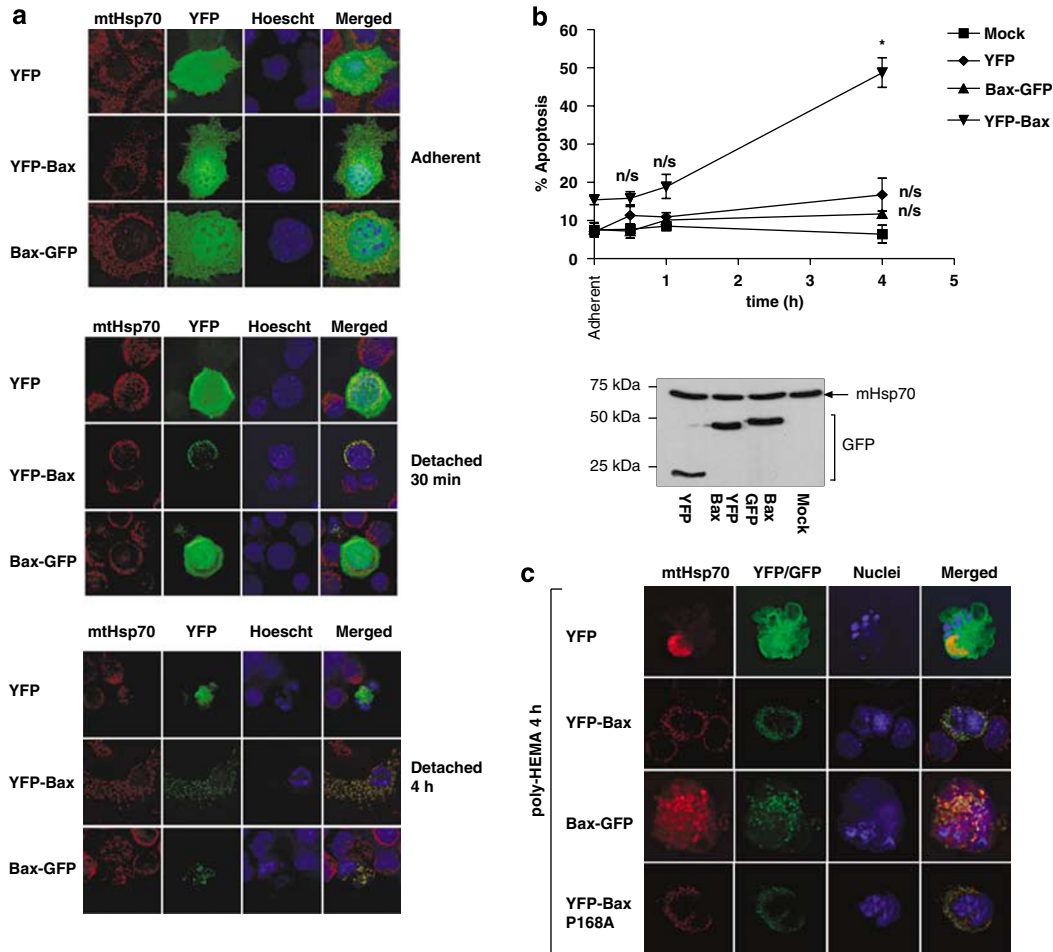 a
mtHsp70 YFP Hoescht Merged
YFP
YFP-Bax
Bax-GFP
Adherent
mtHsp70 YFP Hoescht Merged
YFP
YFP-Bax
Bax-GFP
Detached
30 min
mtHsp70 YFP Hoescht Merged
YFP
YFP-Bax
Bax-GFP
Detached
4 h
b
% Apoptosis
60
50
40
30
20
10
0
Adherent
1 2 3 4 5
time (h)
n/s
n/s
*
n/s
n/s
Mock
YFP
Bax-GFP
YFP-Bax
75 kDa
50 kDa
25 kDa
mHsp70
GFP
YFP
Bax
YFP
GFP
Bax
Mock
c
mtHsp70 YFP/GFP Nuclei Merged
poly-HEMA 4 h
YFP
YFP-Bax
Bax-GFP
YFP-Bax
P168A